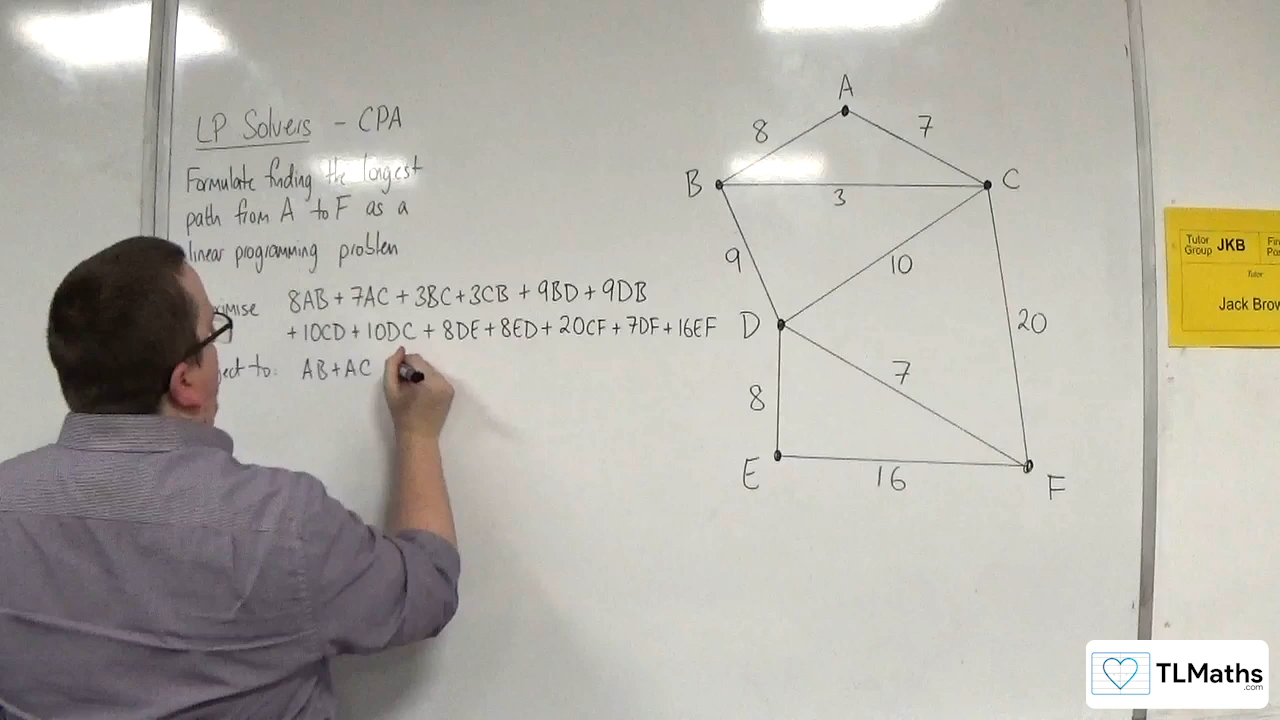 LP Solvers - CPA
Formulate finding the longest
path from A to F as a
linear programming problem
8AB + 7AC + 3BC + 3CB + 9BD + 9DB
+ 10CD + 10DC + 8DE + 8ED + 20CF + 7DF + 16EF
to: AB + AC
A
8
7
B
C
3
9
10
D
20
7
8
E
16
F
Tutor Group JKB
Tutor
Jack
TLMaths
.com